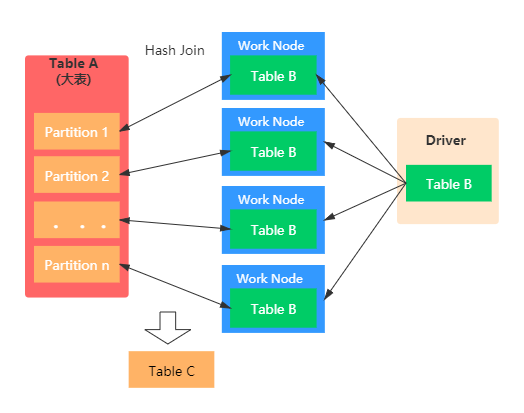 Table A
(大表)
Partition 1
Partition 2
. . .
Partition n
Hash Join
Work Node
Table B
Work Node
Table B
Work Node
Table B
Work Node
Table B
Driver
Table B
Table C